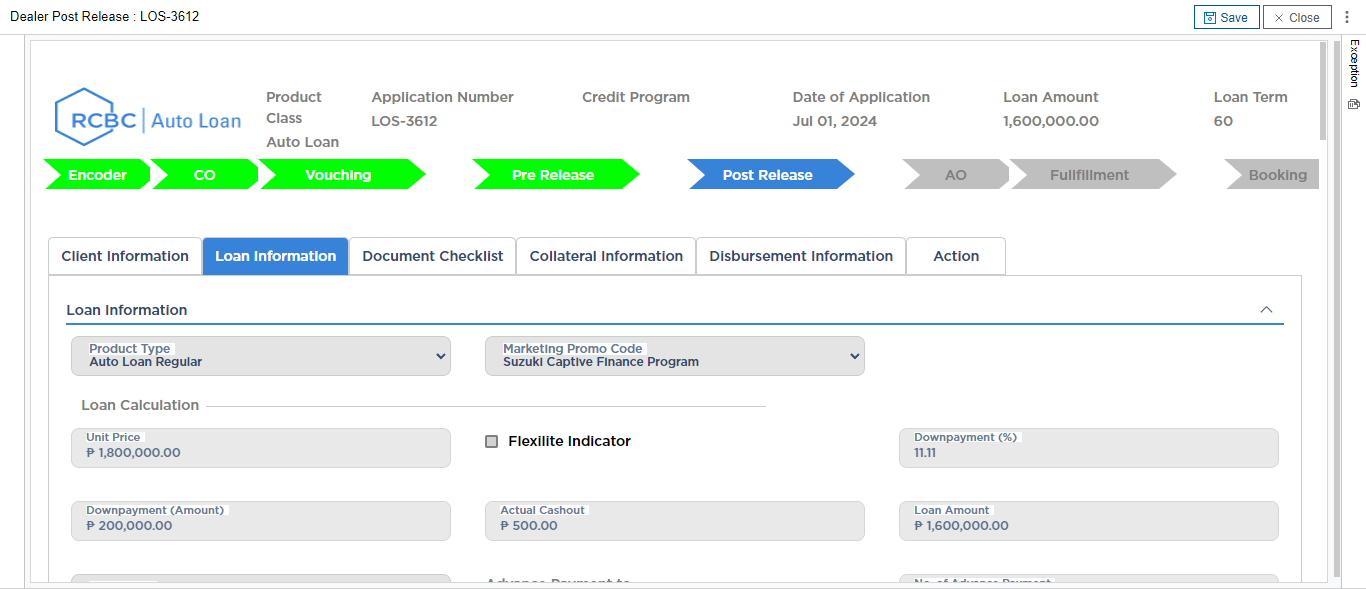 Dealer Post Release : LOS-3612
Save
Close
Exception
RCBC | Auto Loan
Product Class
Auto Loan
Application Number
LOS-3612
Credit Program
Date of Application
Jul 01, 2024
Loan Amount
1,600,000.00
Loan Term
60
Encoder
CO
Vouching
Pre Release
Post Release
AO
Fullfillment
Booking
Client Information
Loan Information
Document Checklist
Collateral Information
Disbursement Information
Action
Loan Information
Product Type
Auto Loan Regular
Marketing Promo Code
Suzuki Captive Finance Program
Loan Calculation
Unit Price
₱ 1,800,000.00
Flexilite Indicator
Downpayment (%)
11.11
Downpayment (Amount)
₱ 200,000.00
Actual Cashout
₱ 500.00
Loan Amount
₱ 1,600,000.00
Advance Payment to
No. of Advance Payment